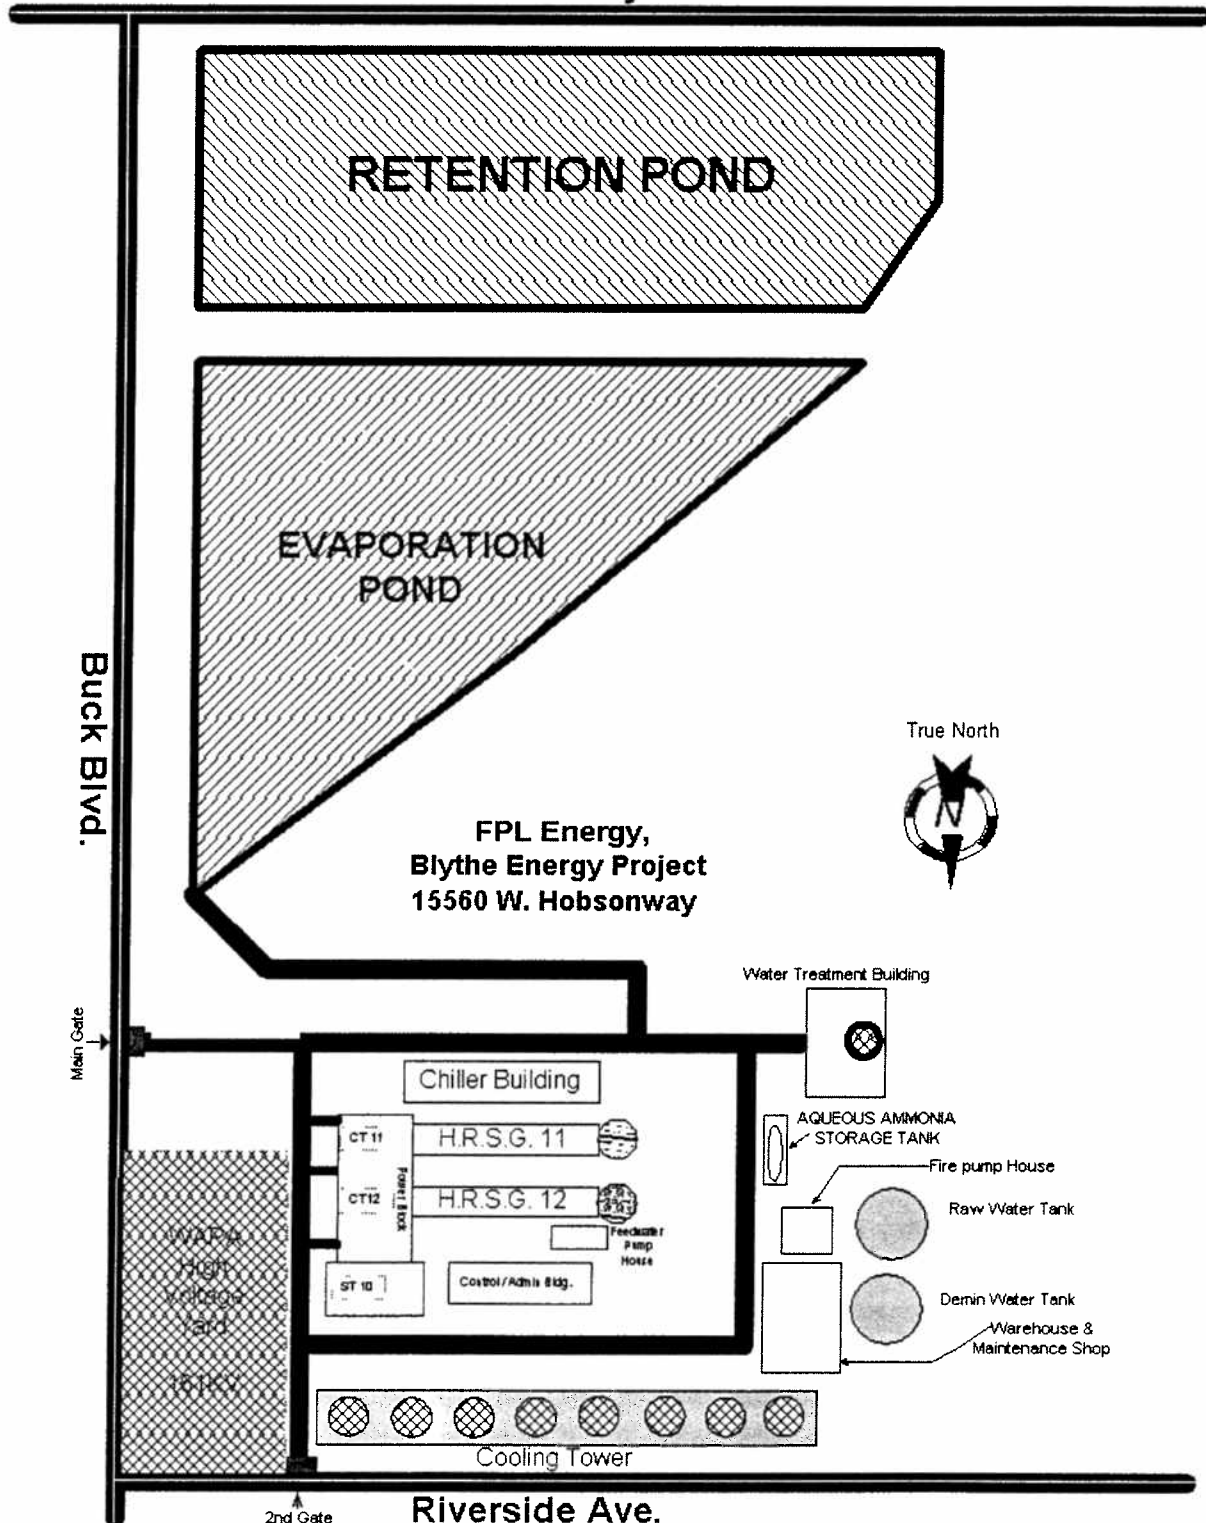 RETENTION POND
EVAPORATION
POND
Buck Blvd.
True North
N
FPL Energy,
Blythe Energy Project
15560 W. Hobsonway
Water Treatment Building
Main Gate
Chiller Building
AQUEOUS AMMONIA
STORAGE TANK
CT 11
H.R.S.G. 11
Fire pump House
Power Block
CT12
H.R.S.G. 12
Raw Water Tank
WAPA
High
Voltage
Yard
161KV
Feedwater
Pump
House
ST 10
Control/Admin Bldg.
Demin Water Tank
Warehouse &
Maintenance Shop
Cooling Tower
2nd Gate
Riverside Ave.